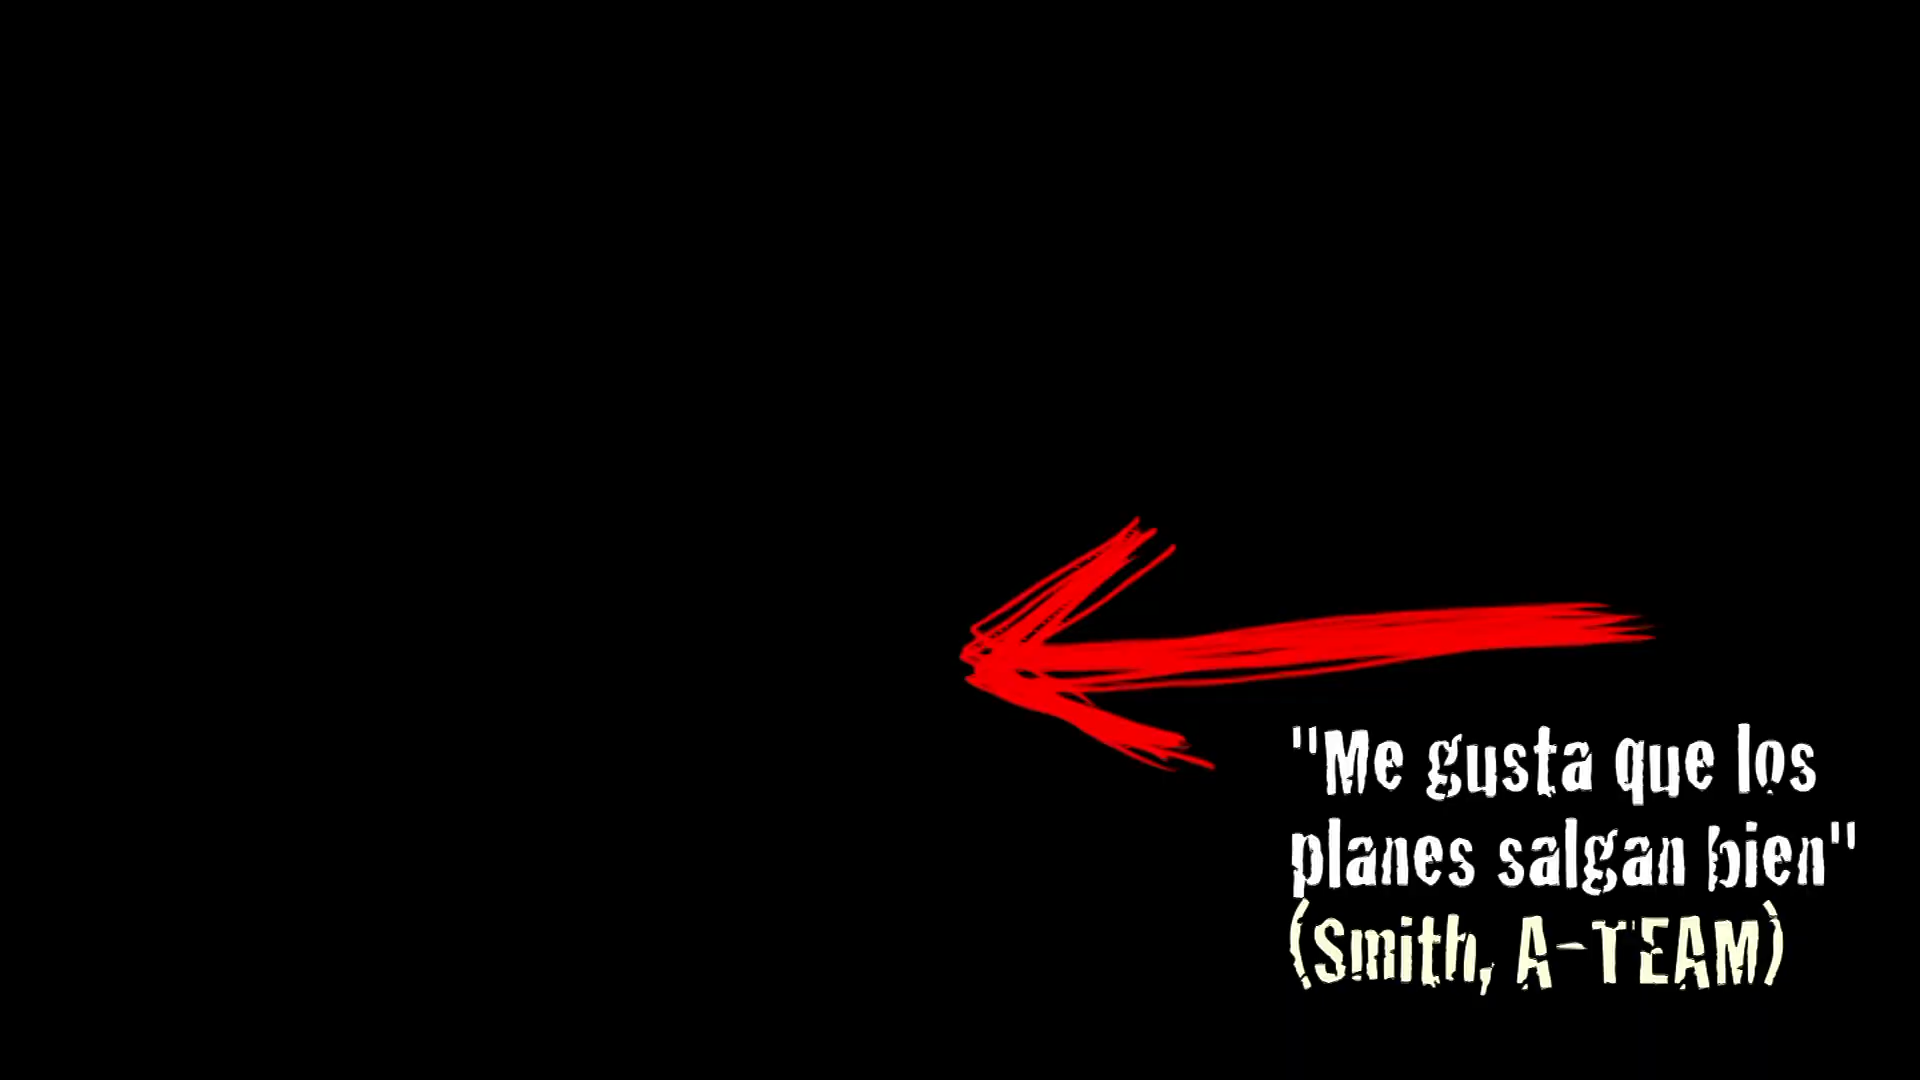 "Me gusta que los
planes salgan bien"
(Smith, A-TEAM)